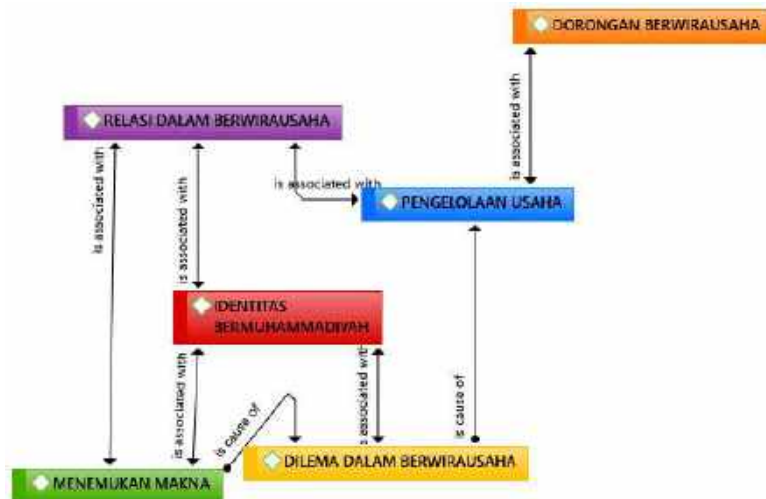 DORONGAN BERWIRAUSAHA
is associated with
RELASI DALAM BERWIRAUSAHA
is associated with
is associated with
is associated with
PENGELOLAAN USAHA
IDENTITAS
BERMUHAMMADIYAH
is associated with
is cause of
is associated with
is cause of
MENEMUKAN MAKNA
DILEMA DALAM BERWIRAUSAHA